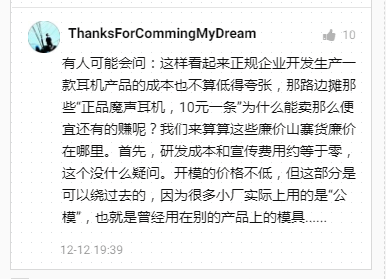 ThanksForCommingMyDream
10
有人可能会问：这样看起来正规企业开发生产一
款耳机产品的成本也不算低得夸张，那路边摊那
些“正品魔声耳机，10元一条”为什么能卖那么便
宜还有的赚呢？我们来算算这些廉价山寨货廉价
在哪里。首先，研发成本和宣传费用约等于零，
这个没什么疑问。开模的价格不低，但这部分是
可以绕过去的，因为很多小厂实际上用的是“公
模”，也就是曾经用在别的产品上的模具......
12-12 19:39